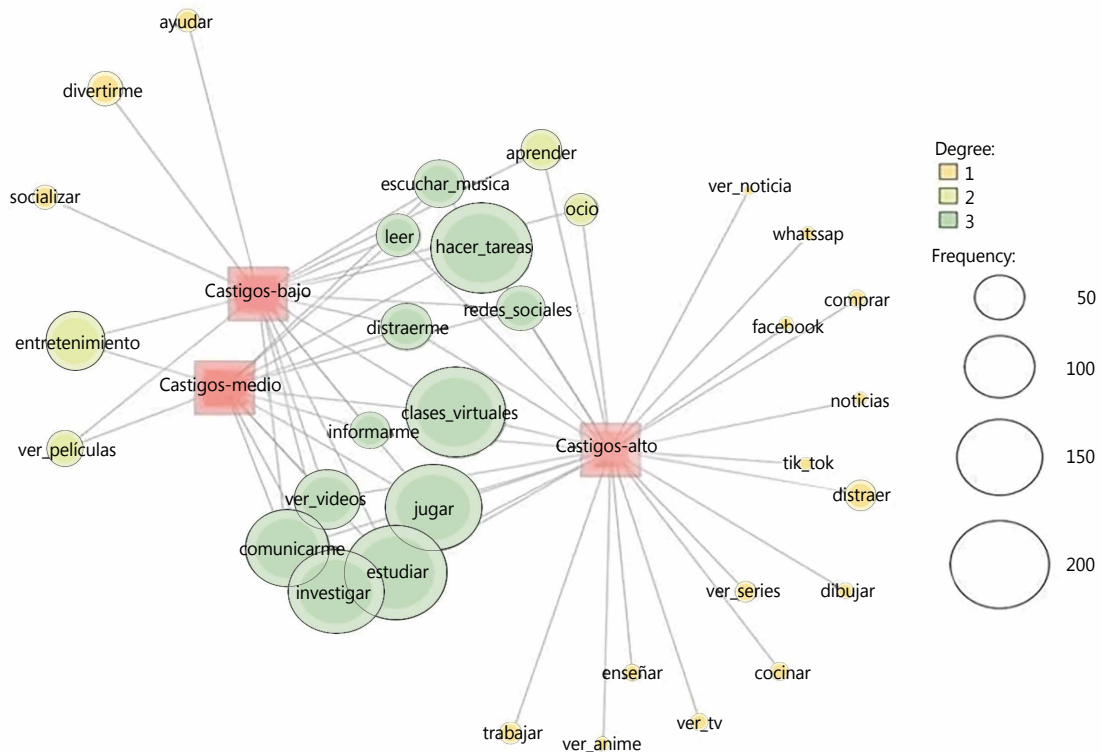 ayudar
divertirme
socializar
aprender
escuchar_musica
ver_noticia
ocio
leer
hacer_tareas
whatssap
Castigos-bajo
redes_sociales
comprar
distraerme
facebook
entretenimiento
Castigos-medio
clases_virtuales
noticias
informarme
Castigos-alto
ver_películas
tik_tok
ver_videos
jugar
distraer
comunicarme
estudiar
investigar
ver_series
dibujar
enseñar
cocinar
trabajar
ver_anime
ver_tv
Degree:
1
2
3
Frequency:
50
100
150
200